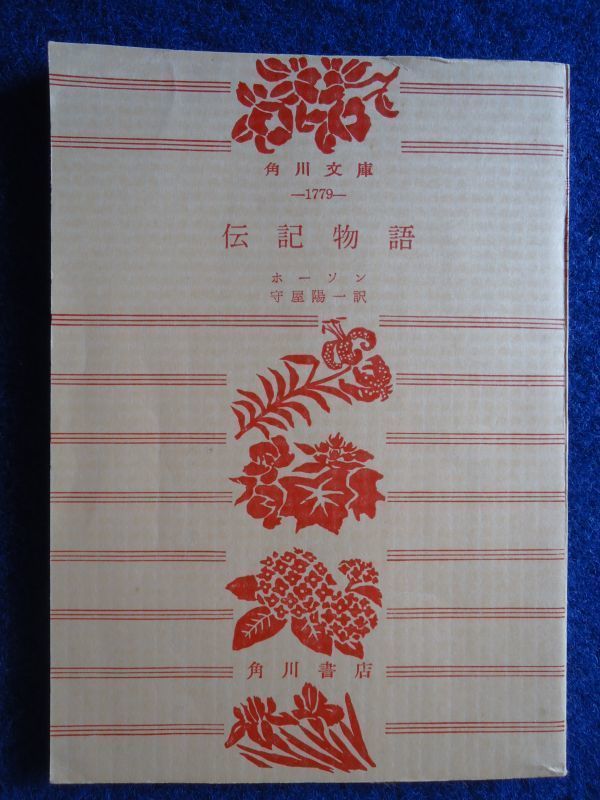 角川文庫
—1779—
伝記物語
ホーソン
守屋陽一訳
角川書店